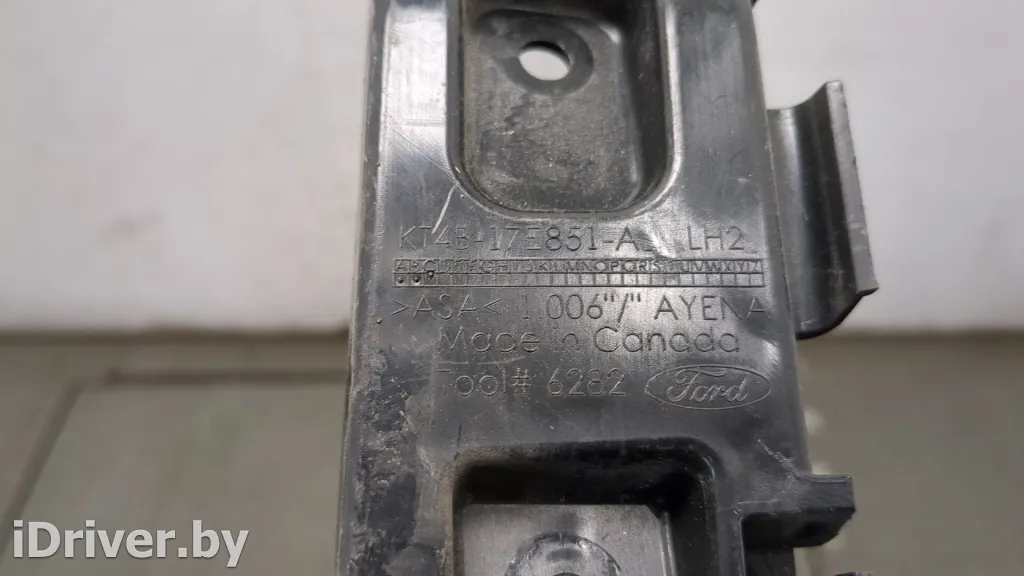 KT4B-17E851-A LH2
ABCDEFGHIJKLMNOPQRSTUVWXYZ
>ASA< 1.006"/" AYENA
Made In Canada
Tool# 6282 Ford
iDriver.by